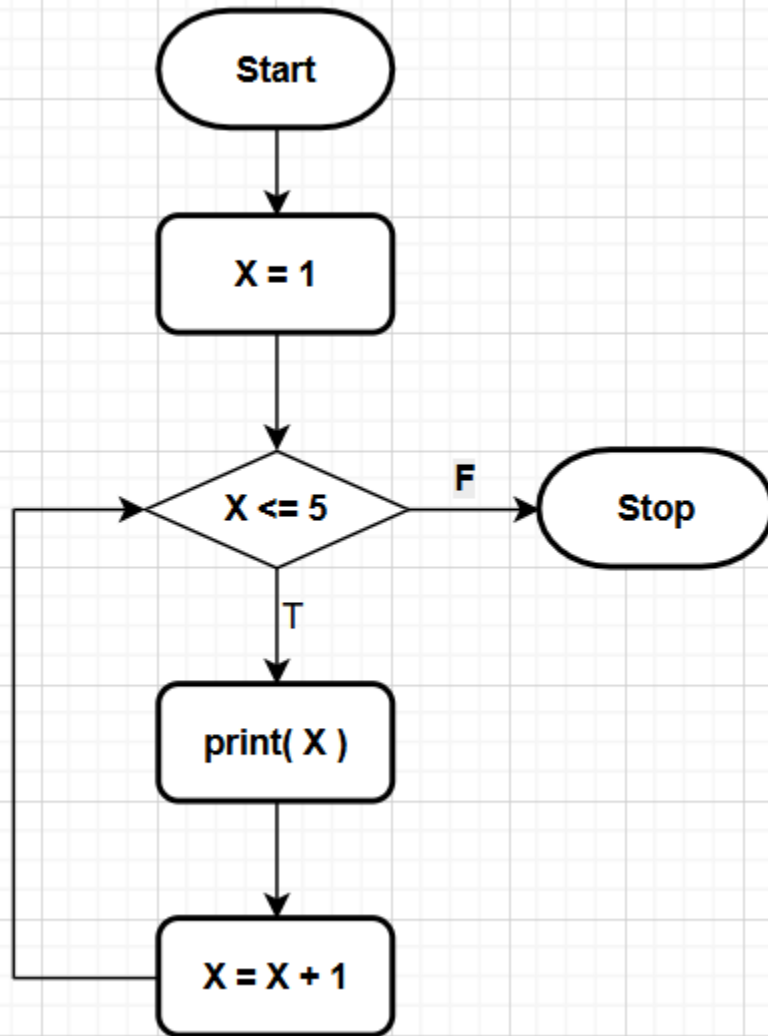 Start
X = 1
X <= 5
F
Stop
T
print( X )
X = X + 1